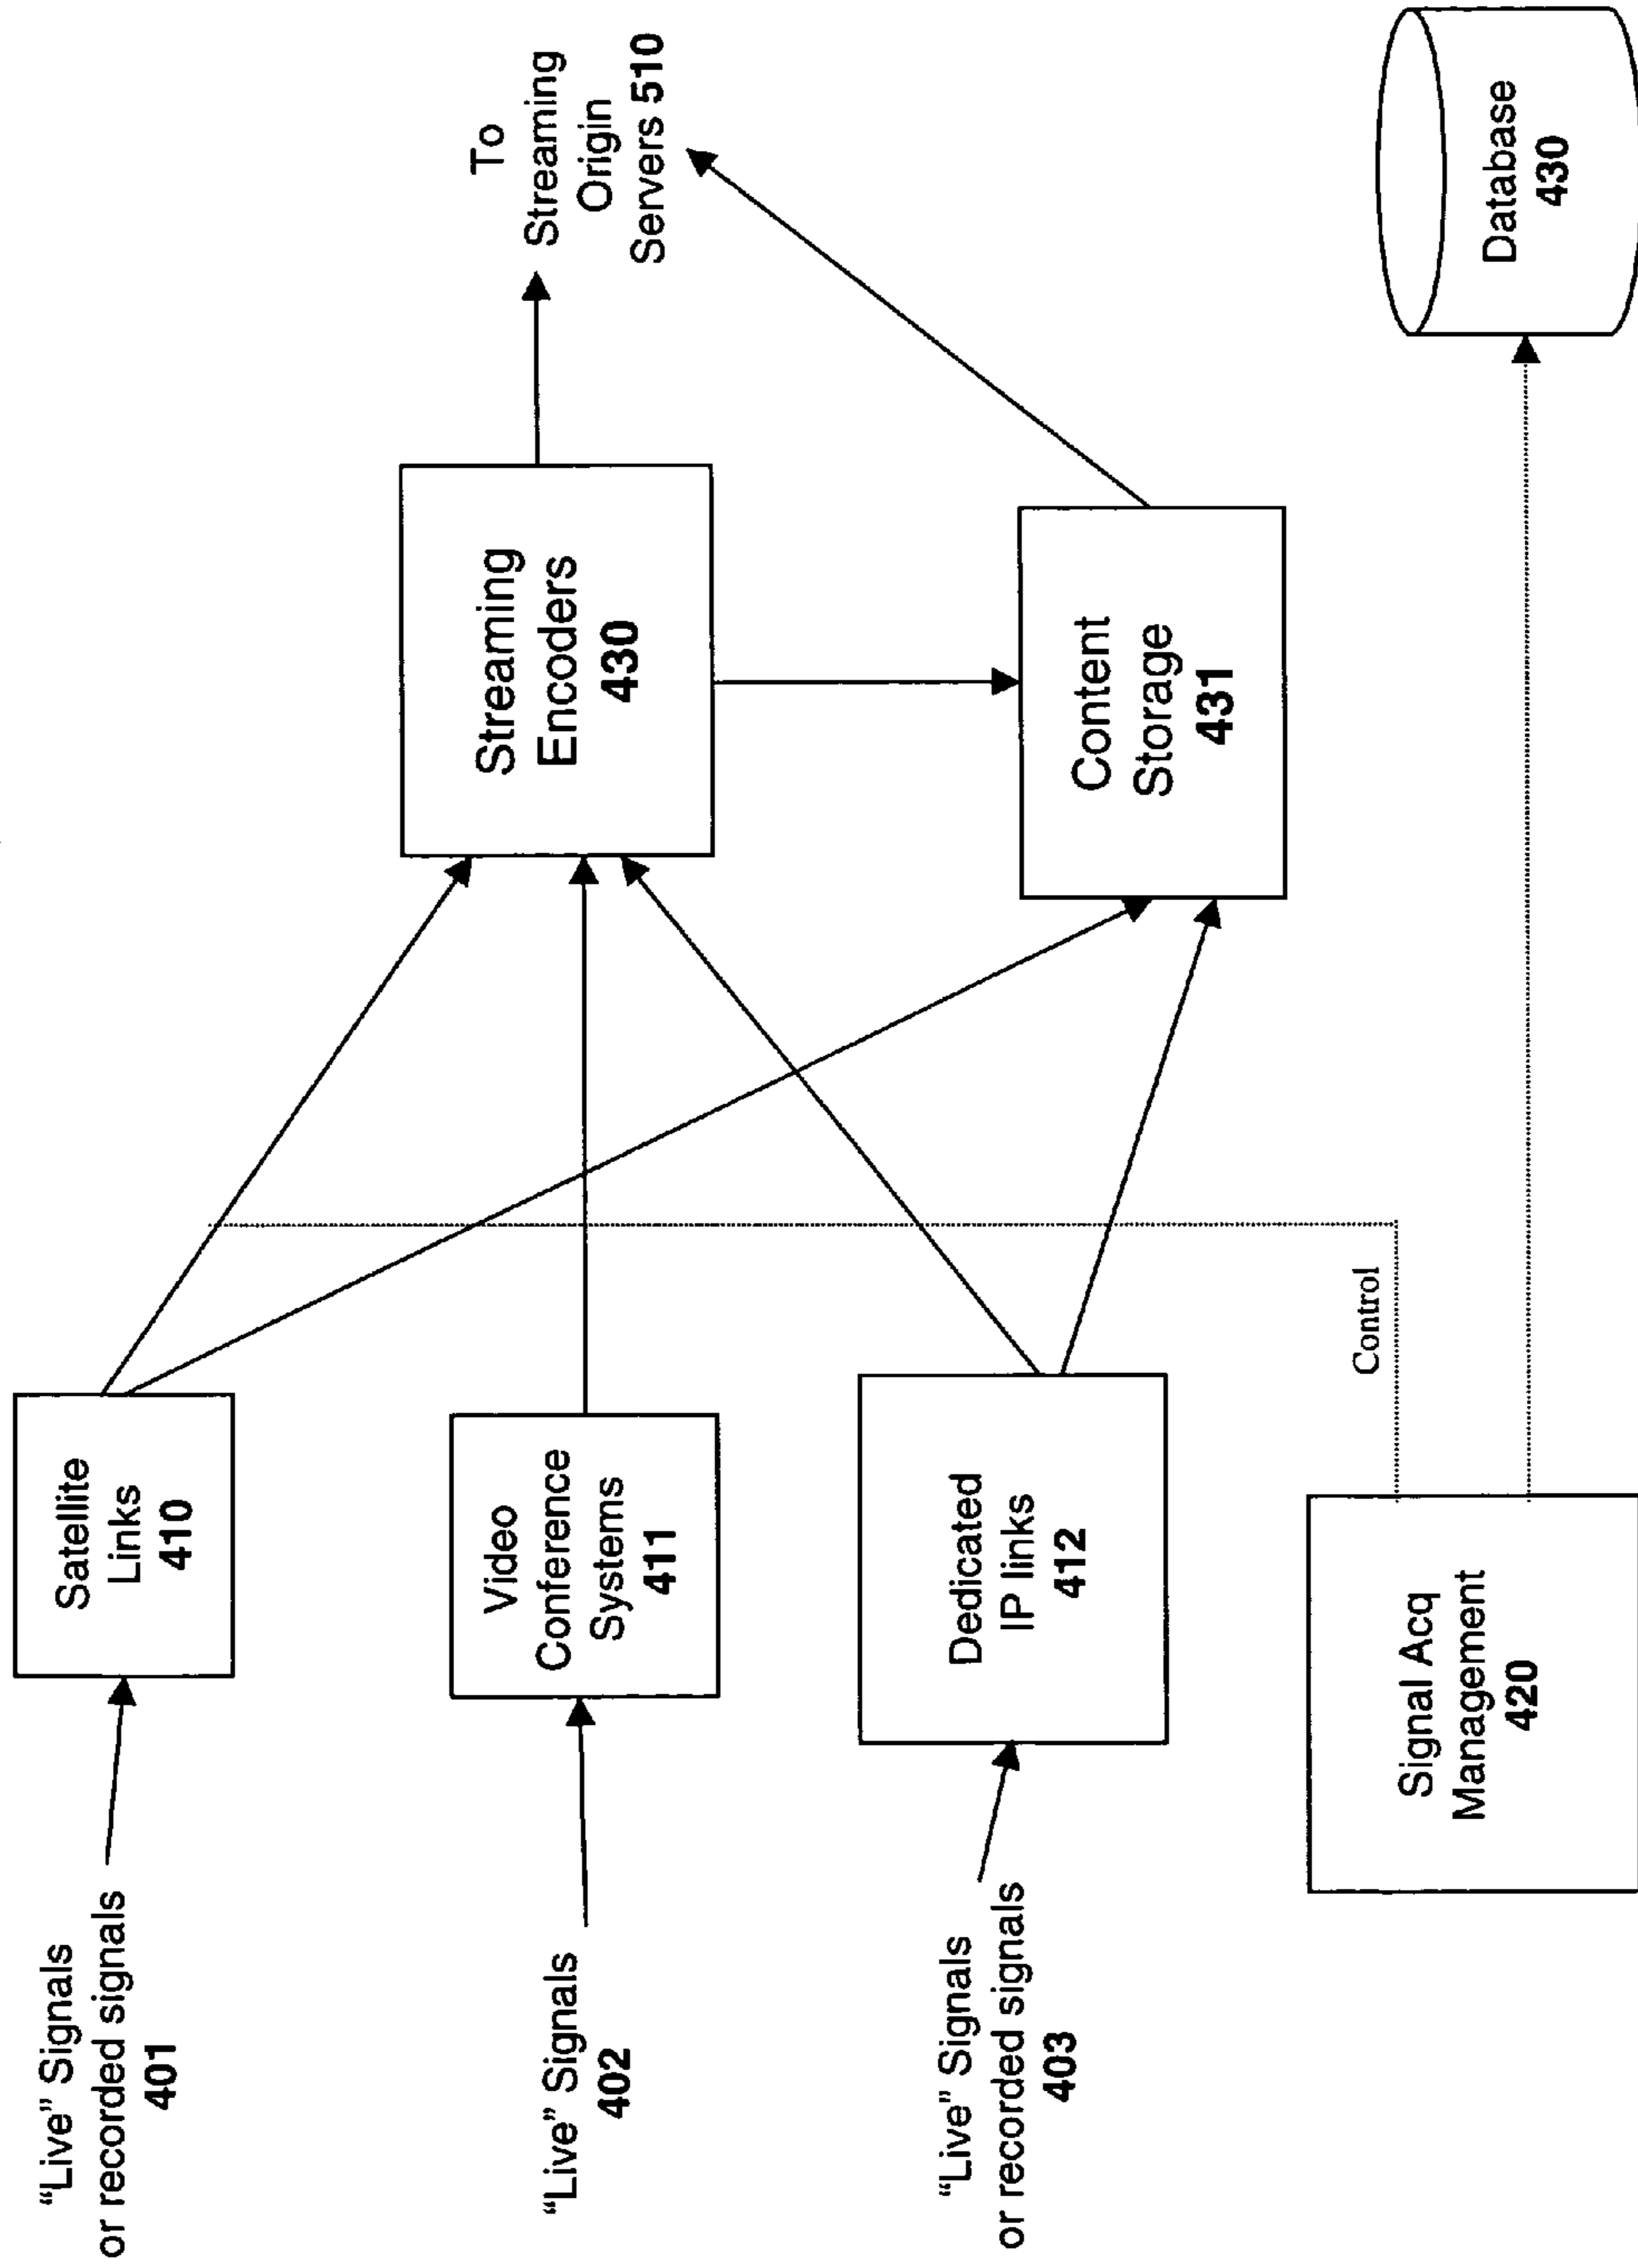 “Live” Signals
or recorded signals
401
Satellite
Links
410
“Live” Signals
402
Video
Conference
Systems
411
“Live” Signals
or recorded signals
403
Dedicated
IP links
412
Signal Acq
Management
420
Control
Streaming
Encoders
430
Content
Storage
431
To
Streaming
Origin
Servers 510
Database
430